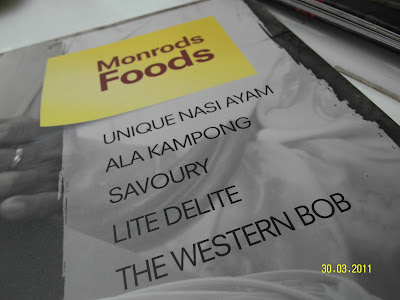 Monrods
Foods
UNIQUE NASI AYAM
ALA KAMPONG
SAVOURY
LITE DELITE
THE WESTERN BOB
30.03.2011